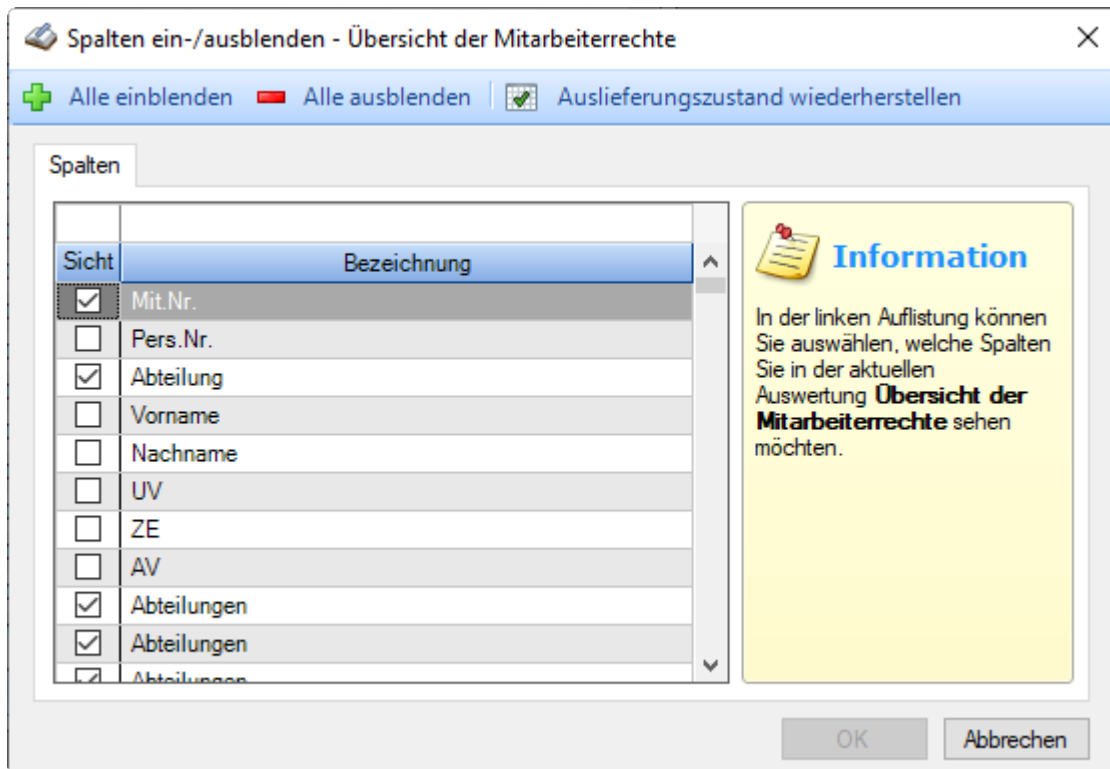 Spalten ein-/ausblenden - Übersicht der Mitarbeiterrechte
Alle einblenden Alle ausblenden Auslieferungszustand wiederherstellen
Spalten
Sicht Bezeichnung
Mit.Nr.
Pers.Nr.
Abteilung
Vorname
Nachname
UV
ZE
AV
Abteilungen
Abteilungen
Abteilungen
Information
In der linken Auflistung können
Sie auswählen, welche Spalten
Sie in der aktuellen
Auswertung Übersicht der
Mitarbeiterrechte sehen
möchten.
OK Abbrechen